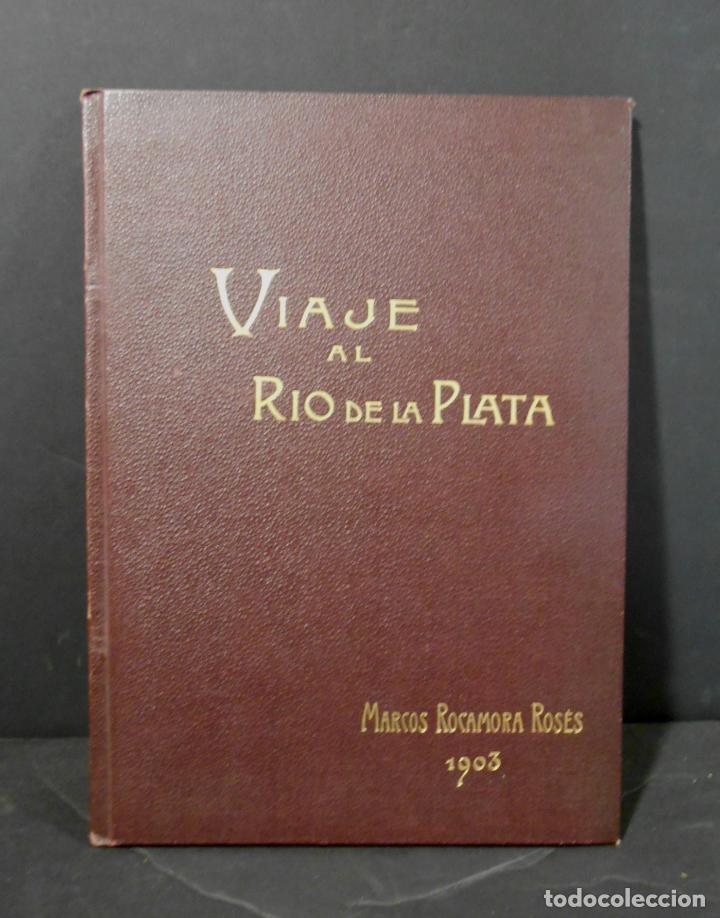 VIAJE
AL
RIO DE LA PLATA
MARCOS ROCAMORA ROSÉS
1903
todocoleccion